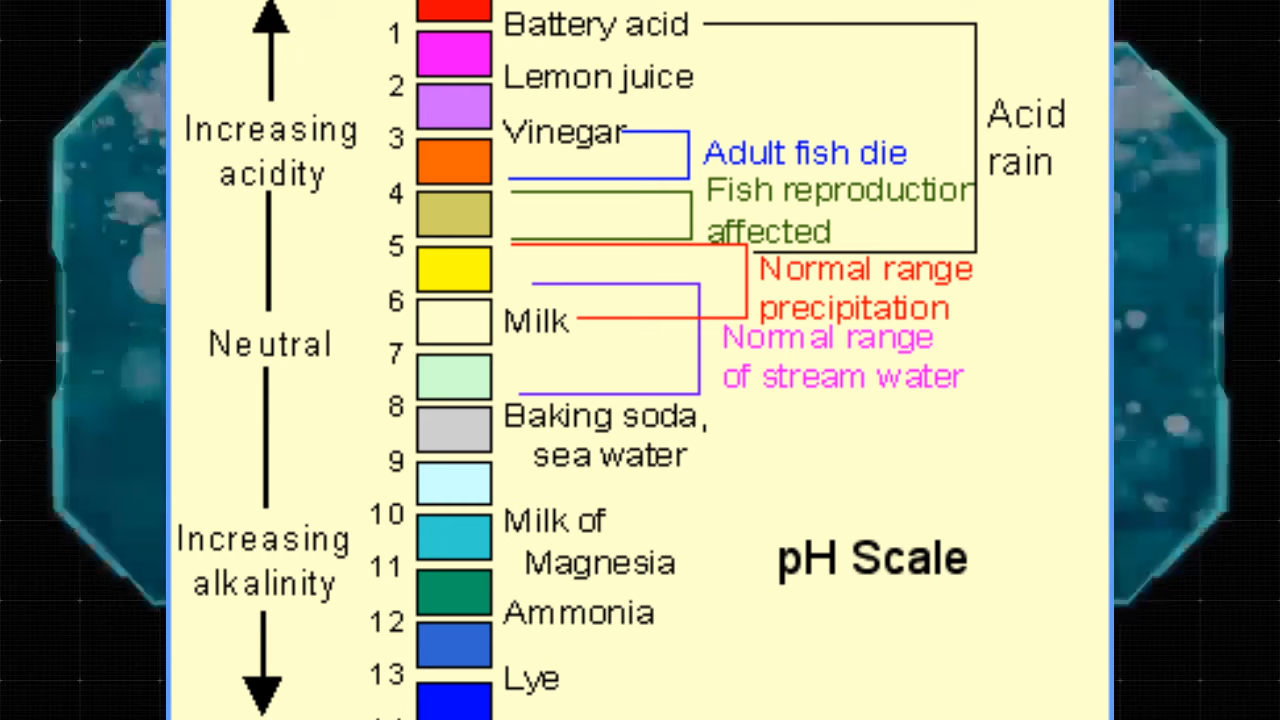 1
Battery acid
2
Lemon juice
Increasing
acidity
3
Vinegar
Acid
rain
Adult fish die
4
Fish reproduction
affected
5
Normal range
precipitation
6
Milk
Neutral
7
Normal range
of stream water
8
Baking soda,
sea water
9
10
Milk of
Magnesia
Increasing
alkalinity
pH Scale
11
Ammonia
12
13
Lye